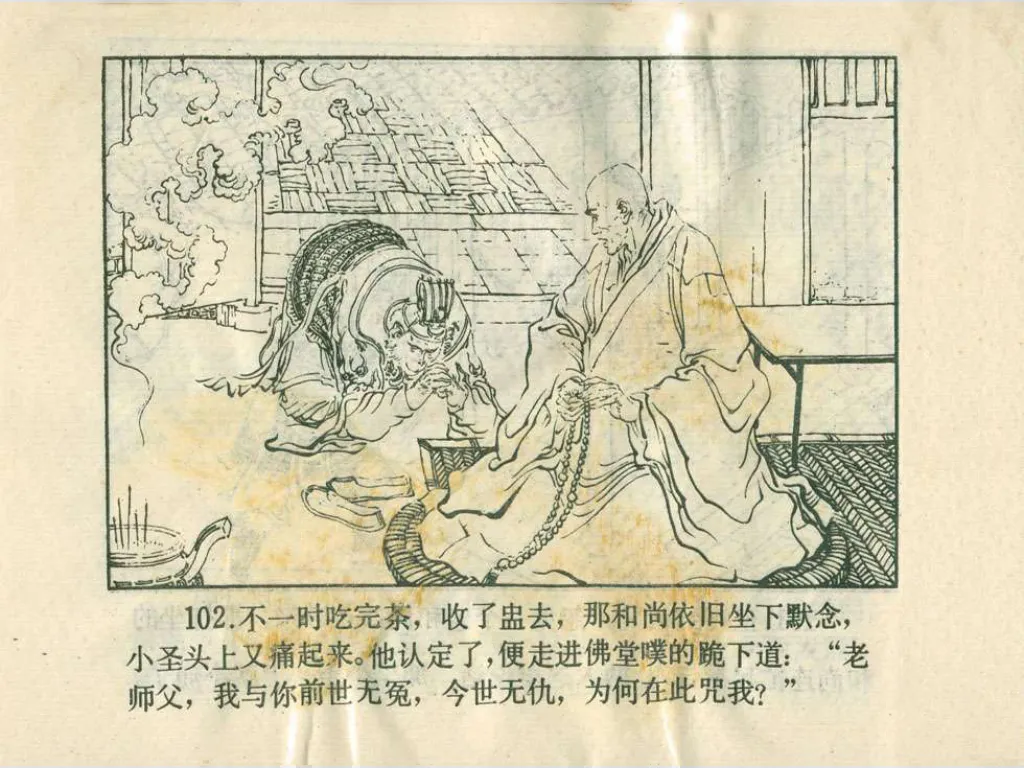 102.不一时吃完茶，收了盅去，那和尚依旧坐下默念，
小圣头上又痛起来。他认定了，便走进佛堂噗的跪下道：“老
师父，我与你前世无冤，今世无仇，为何在此咒我？”